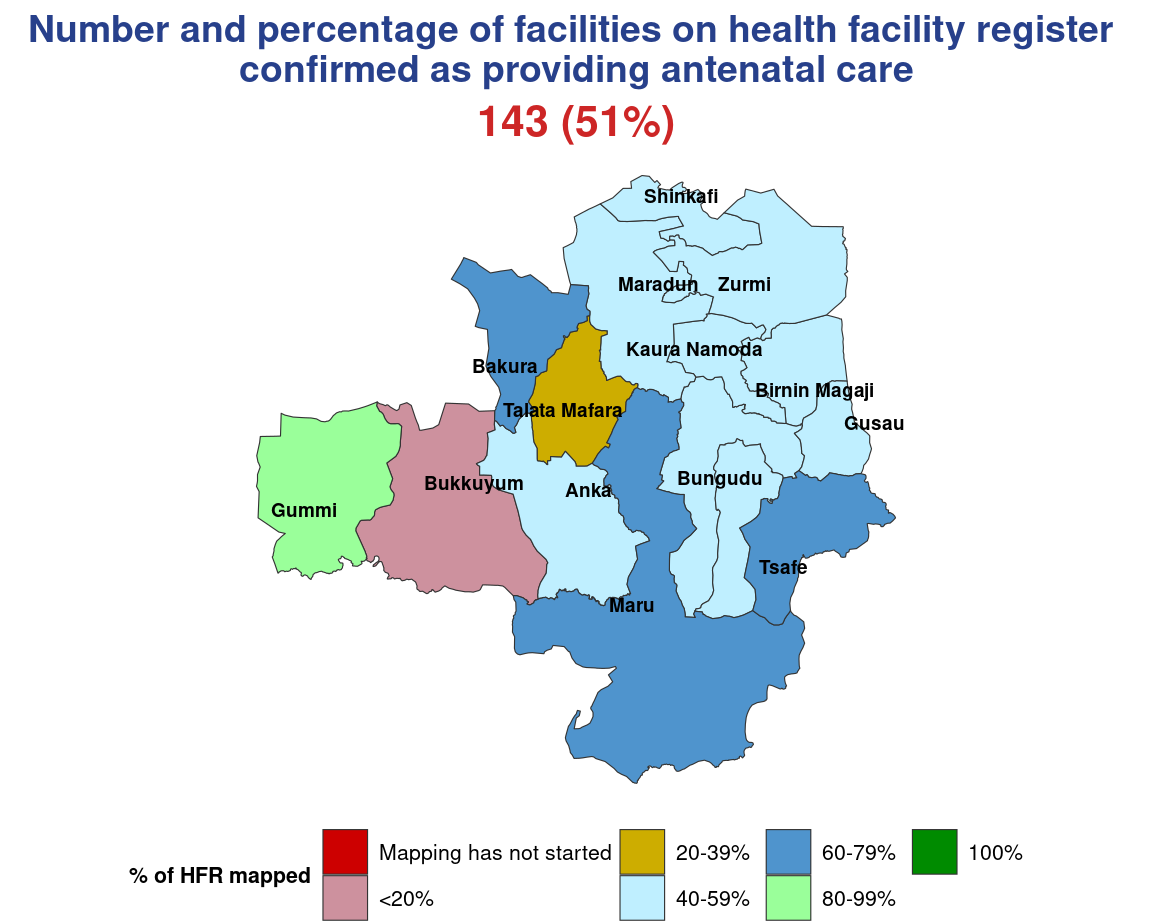 Number and percentage of facilities on health facility register
confirmed as providing antenatal care
143 (51%)
Shinkafi
Maradun
Zurmi
Kaura Namoda
Bakura
Birnin Magaji
Talata Mafara
Gusau
Bungudu
Bukkuyum
Anka
Gummi
Tsafe
Maru
% of HFR mapped
Mapping has not started
<20%
20-39%
40-59%
60-79%
80-99%
100%